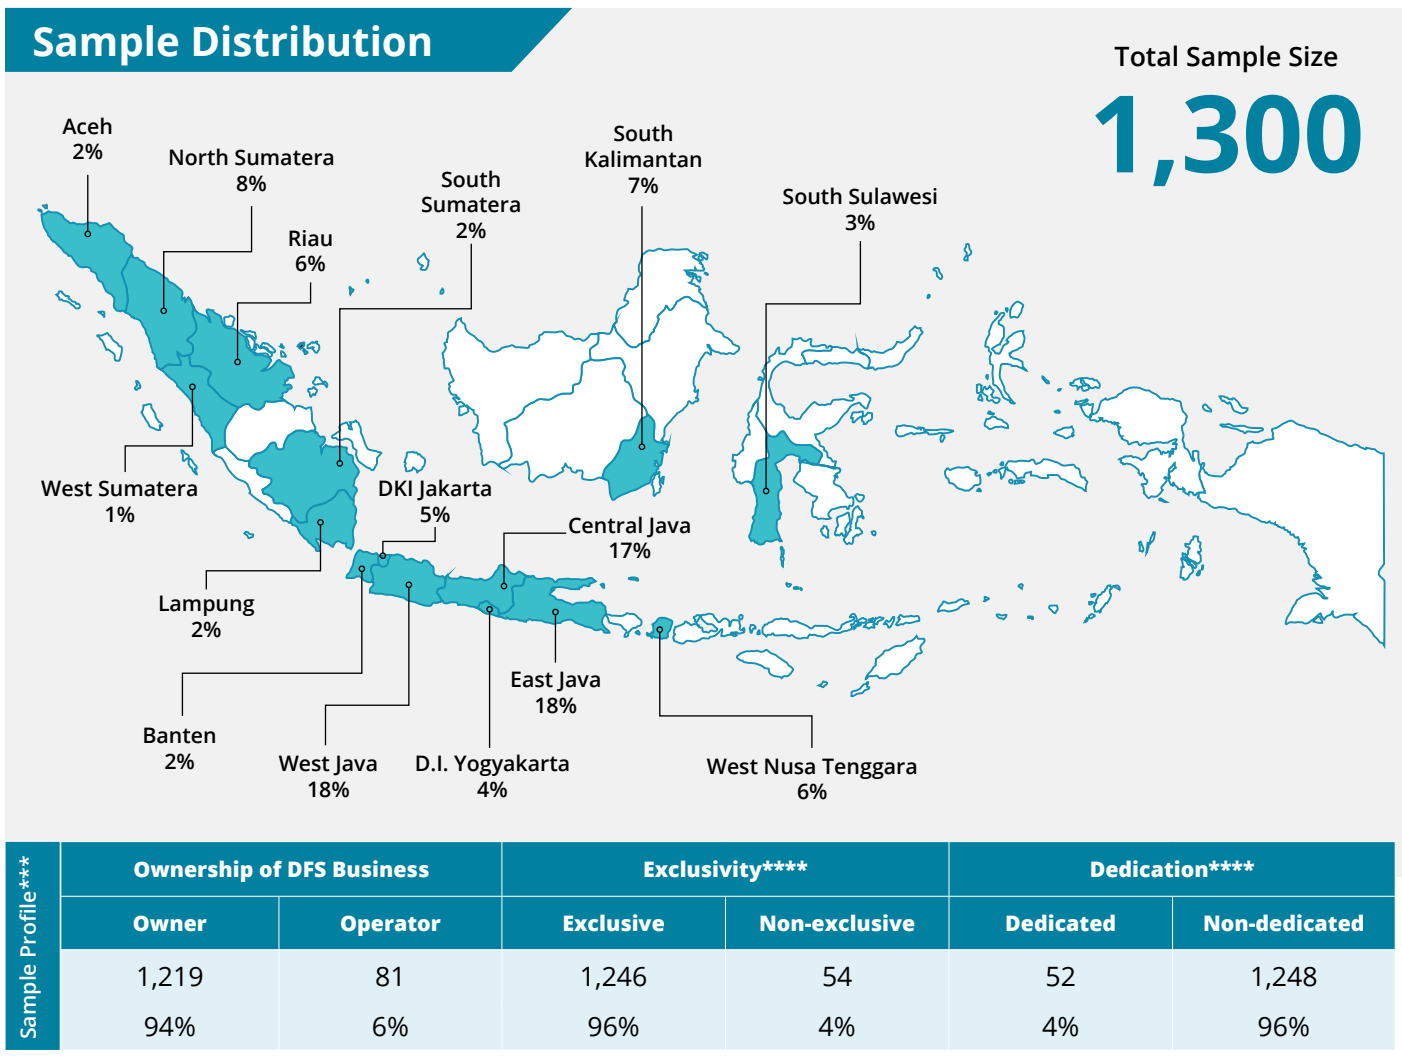 Sample Distribution
Total Sample Size
1,300
Aceh
2%
North Sumatera
8%
Riau
6%
South
Sumatera
2%
South
Kalimantan
7%
South Sulawesi
3%
West Sumatera
1%
DKI Jakarta
5%
Central Java
17%
Lampung
2%
East Java
18%
Banten
2%
West Java
18%
D.I. Yogyakarta
4%
West Nusa Tenggara
6%
Sample Profile***
Ownership of DFS Business
Exclusivity****
Dedication****
Owner
Operator
Exclusive
Non-exclusive
Dedicated
Non-dedicated
1,219
81
1,246
54
52
1,248
94%
6%
96%
4%
4%
96%